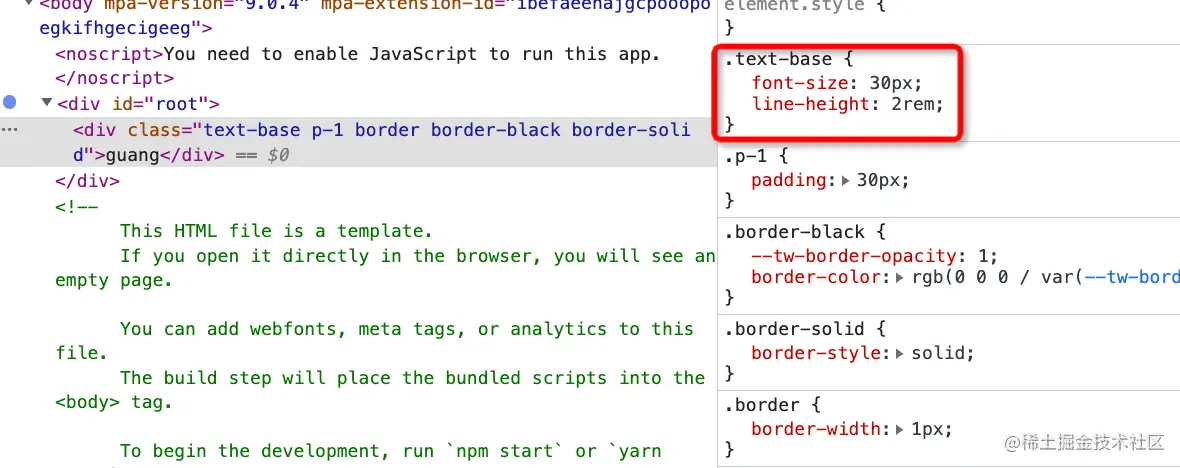 <body mpa-version="9.0.4" mpa-extension-id="ibefaeehajgcpooopo
egkifhgecigeeg">
<noscript>You need to enable JavaScript to run this app.
</noscript>
▼<div id="root">
<div class="text-base p-1 border border-black border-soli
d">guang</div> == $0
</div>
<!--
This HTML file is a template.
If you open it directly in the browser, you will see an
empty page.
You can add webfonts, meta tags, or analytics to this
file.
The build step will place the bundled scripts into the
<body> tag.
To begin the development, run `npm start` or `yarn
element.style {
}
.text-base {
font-size: 30px;
line-height: 2rem;
}
.p-1 {
padding:▶30px;
}
.border-black {
--tw-border-opacity: 1;
border-color:▶rgb(0 0 0 / var(--tw-bord
}
.border-solid {
border-style:▶solid;
}
.border {
border-width:▶1px;
}
@稀土掘金技术社区